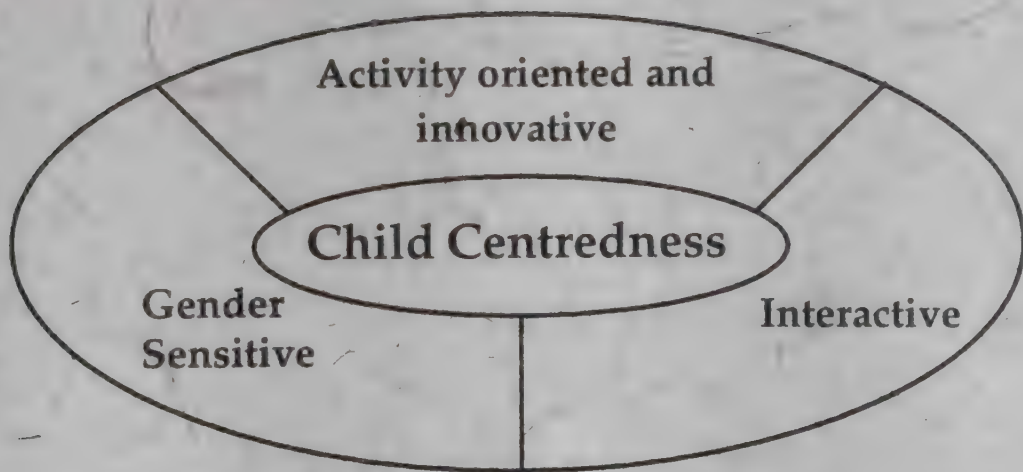 Activity oriented and
innovative
Child Centredness
Gender
Sensitive
Interactive